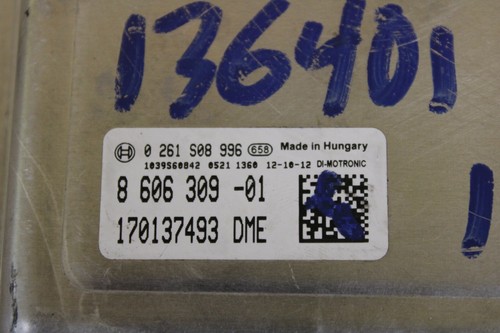 136401
0 261 S08 996 658 Made in Hungary
1039S60842 0521 1360 12-10-12 DI-MOTRONIC
8 606 309 -01
170137493 DME